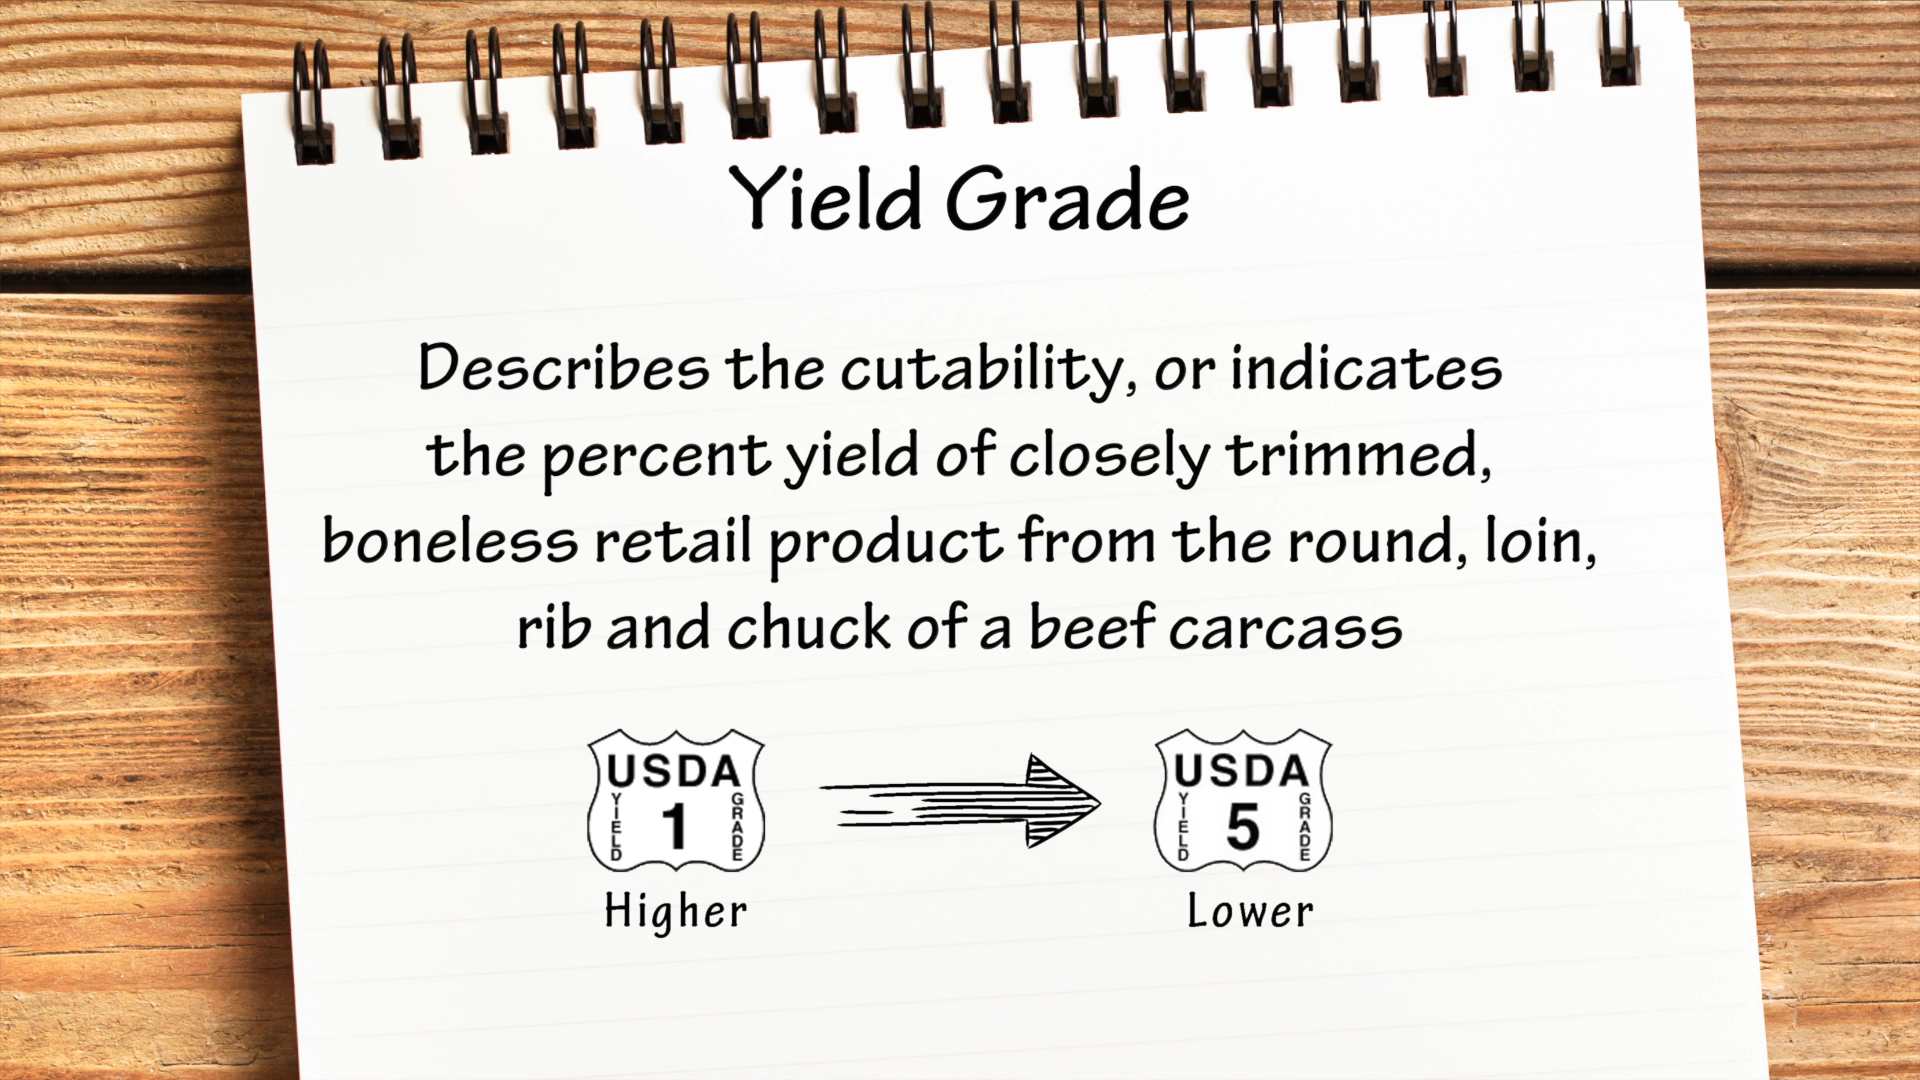 Yield Grade
Describes the cutability, or indicates
the percent yield of closely trimmed,
boneless retail product from the round, loin,
rib and chuck of a beef carcass
USDA
YIELD
1
GRADE
Higher
USDA
YIELD
5
GRADE
Lower